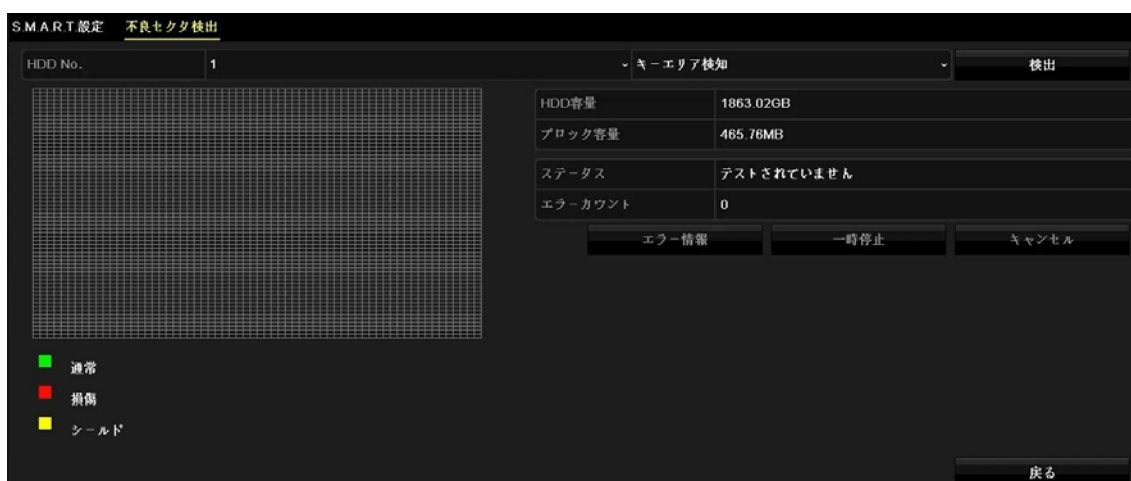 S.M.A.R.T.設定 不良セクタ検出
HDD No. 1 キーエリア検知 検出
HDD容量 1863.02GB
ブロック容量 465.76MB
ステータス テストされていません
エラーカウント 0
エラー情報 一時停止 キャンセル
通常
損傷
シールド
戻る